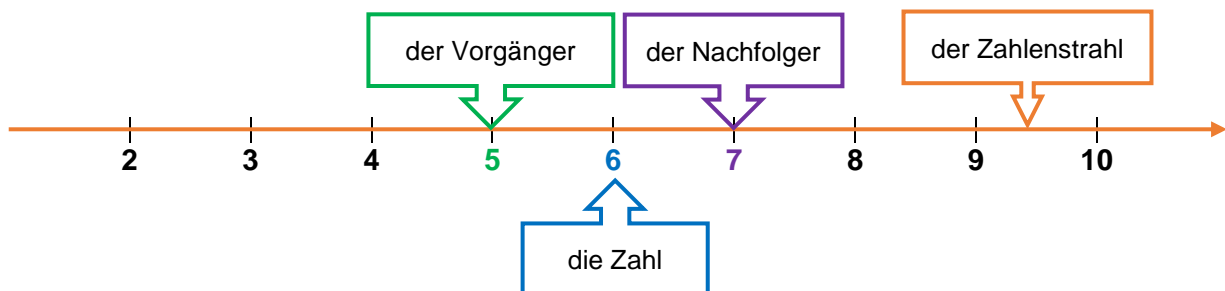 der Vorgänger
der Nachfolger
der Zahlenstrahl
2 3 4 5 6 7 8 9 10
die Zahl